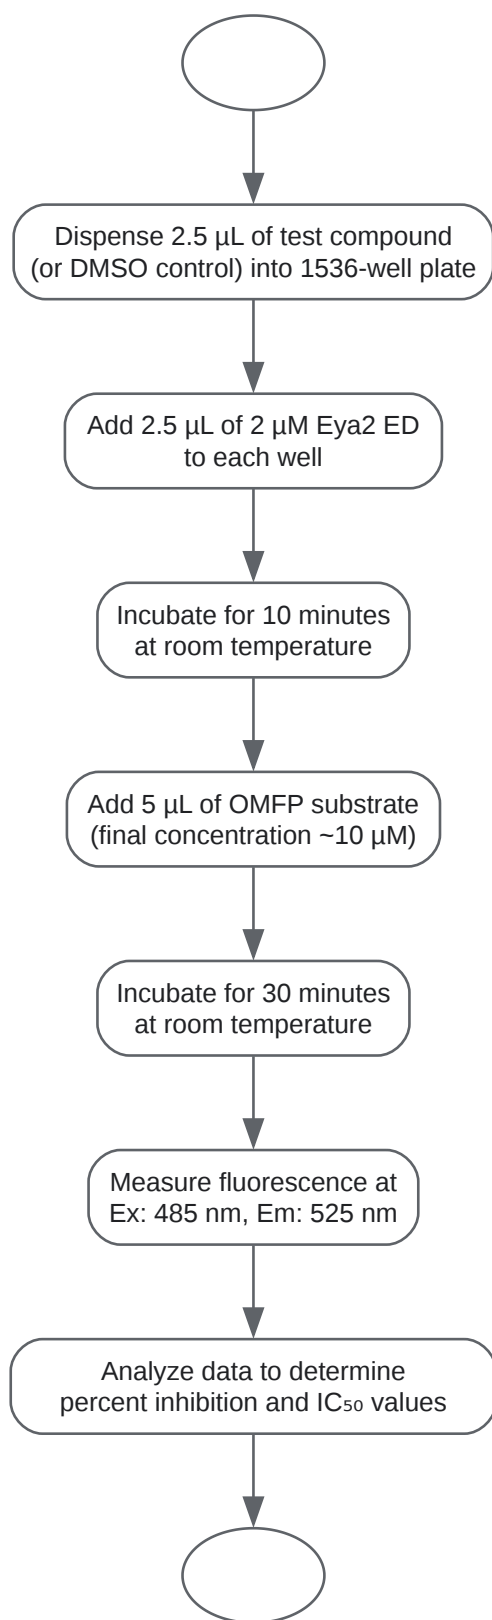 Dispense 2.5 µL of test compound
(or DMSO control) into 1536-well plate
Add 2.5 µL of 2 µM Eya2 ED
to each well
Incubate for 10 minutes
at room temperature
Add 5 µL of OMFP substrate
(final concentration ~10 µM)
Incubate for 30 minutes
at room temperature
Measure fluorescence at
Ex: 485 nm, Em: 525 nm
Analyze data to determine
percent inhibition and IC₅₀ values